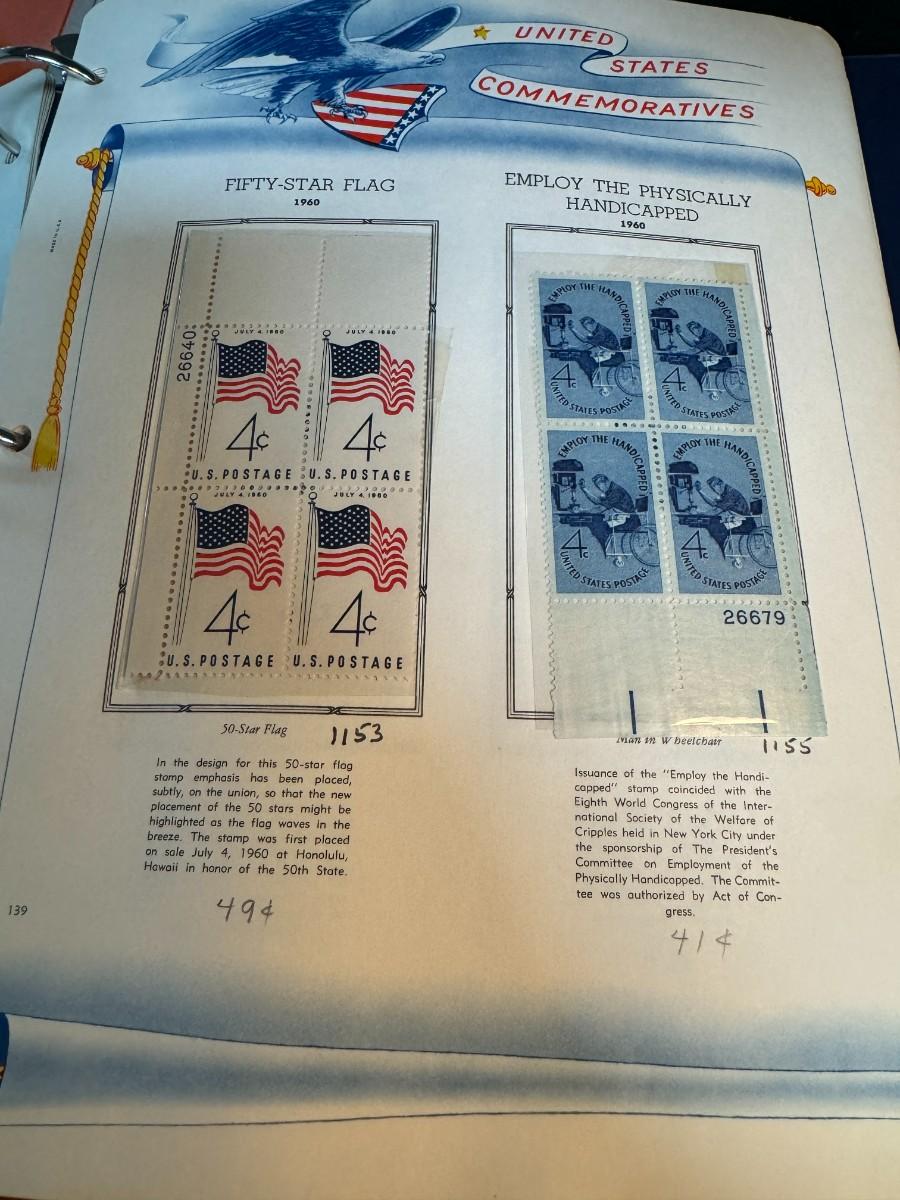 UNITED
STATES
COMMEMORATIVES
FIFTY-STAR FLAG
1960
26640
JULY 4, 1960
JULY 4, 1960
4¢
4¢
U.S. POSTAGE
U.S. POSTAGE
JULY 4, 1960
JULY 4, 1960
4¢
4¢
U.S. POSTAGE
U.S. POSTAGE
50-Star Flag
1153
In the design for this 50-star flag
stamp emphasis has been placed,
subtly, on the union, so that the new
placement of the 50 stars might be
highlighted as the flag waves in the
breeze. The stamp was first placed
on sale July 4, 1960 at Honolulu,
Hawaii in honor of the 50th State.
49¢
139
EMPLOY THE PHYSICALLY
HANDICAPPED
1960
EMPLOY THE HANDICAPPED
4c
UNITED STATES POSTAGE
EMPLOY THE HANDICAPPED
4c
UNITED STATES POSTAGE
EMPLOY THE HANDICAPPED
4c
UNITED STATES POSTAGE
EMPLOY THE HANDICAPPED
4c
UNITED STATES POSTAGE
26679
Man in Wheelchair
1155
Issuance of the "Employ the Handi-
capped" stamp coincided with the
Eighth World Congress of the Inter-
national Society of the Welfare of
Cripples held in New York City under
the sponsorship of The President's
Committee on Employment of the
Physically Handicapped. The Commit-
tee was authorized by Act of Con-
gress.
41¢